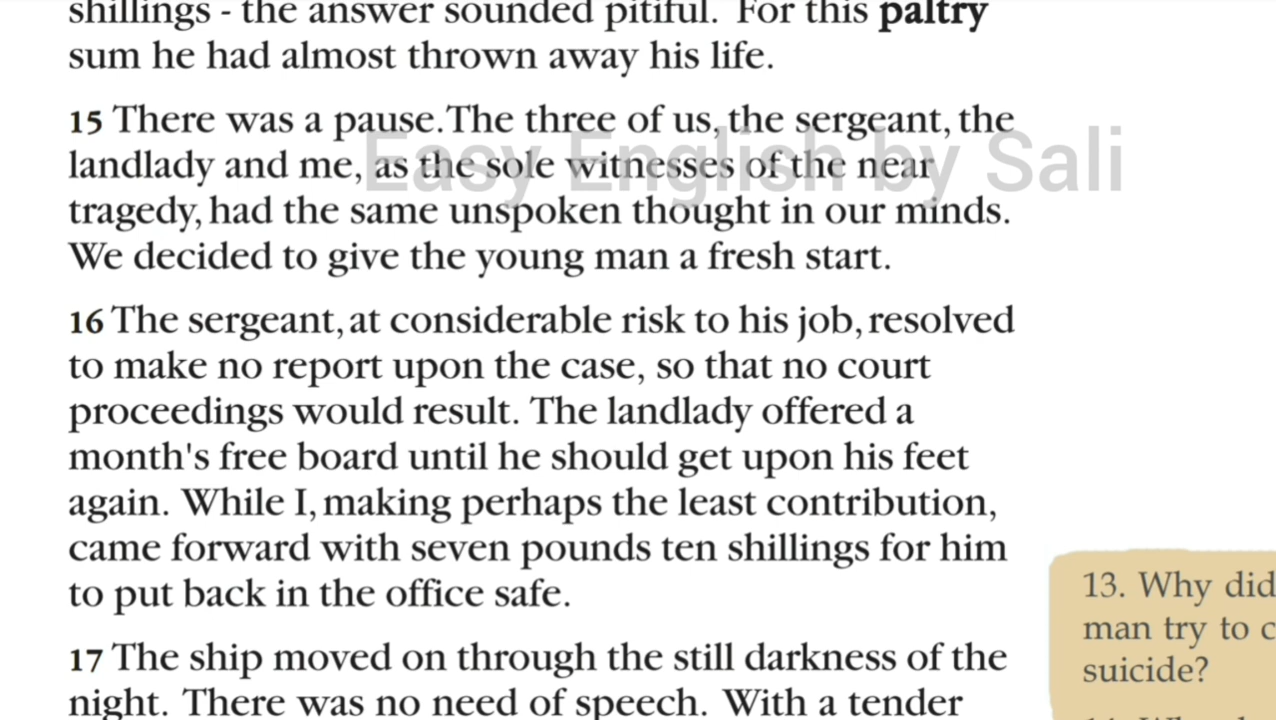 shillings - the answer sounded pitiful. For this paltry
sum he had almost thrown away his life.
15 There was a pause.The three of us, the sergeant, the
landlady and me, as the sole witnesses of the near
tragedy, had the same unspoken thought in our minds.
We decided to give the young man a fresh start.
Easy English by Sali
16 The sergeant, at considerable risk to his job, resolved
to make no report upon the case, so that no court
proceedings would result. The landlady offered a
month's free board until he should get upon his feet
again. While I, making perhaps the least contribution,
came forward with seven pounds ten shillings for him
to put back in the office safe.
17 The ship moved on through the still darkness of the
night. There was no need of speech. With a tender
13. Why did
man try to c
suicide?